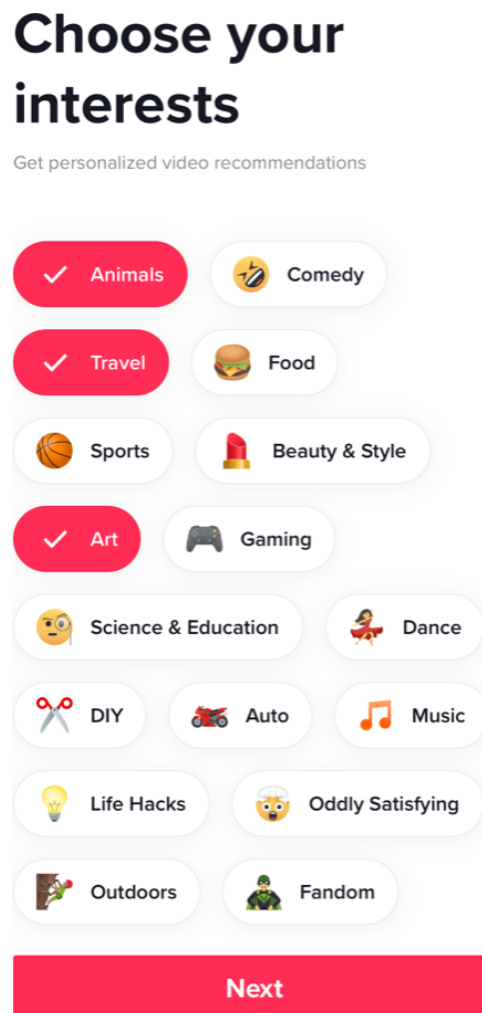 Choose your
interests
Get personalized video recommendations
Animals
Comedy
Travel
Food
Sports
Beauty & Style
Art
Gaming
Science & Education
Dance
DIY
Auto
Music
Life Hacks
Oddly Satisfying
Outdoors
Fandom
Next